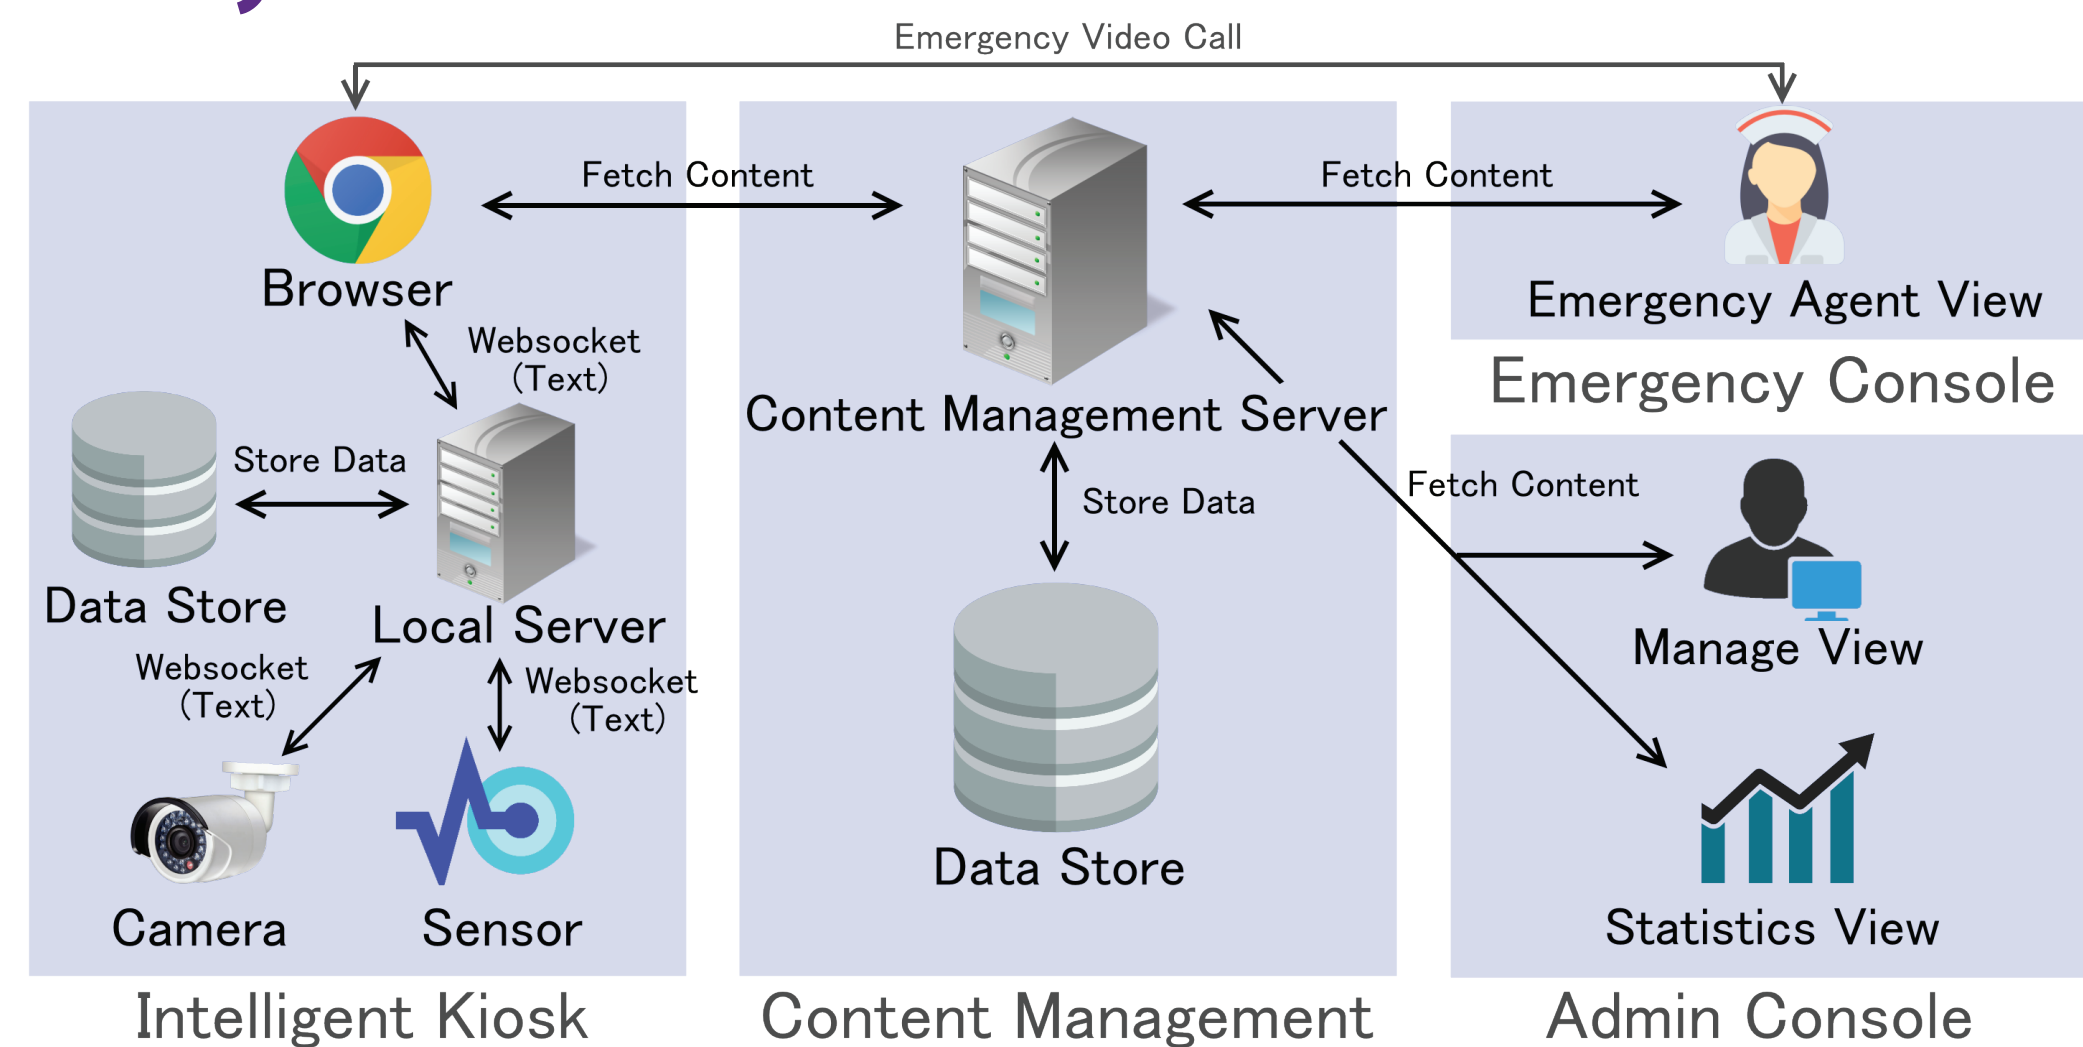 Emergency Video Call
Fetch Content
Browser
Websocket
(Text)
Store Data
Data Store
Local Server
Websocket
(Text)
Websocket
(Text)
Camera
Sensor
Intelligent Kiosk
Content Management Server
Store Data
Data Store
Content Management
Fetch Content
Emergency Agent View
Emergency Console
Fetch Content
Manage View
Statistics View
Admin Console